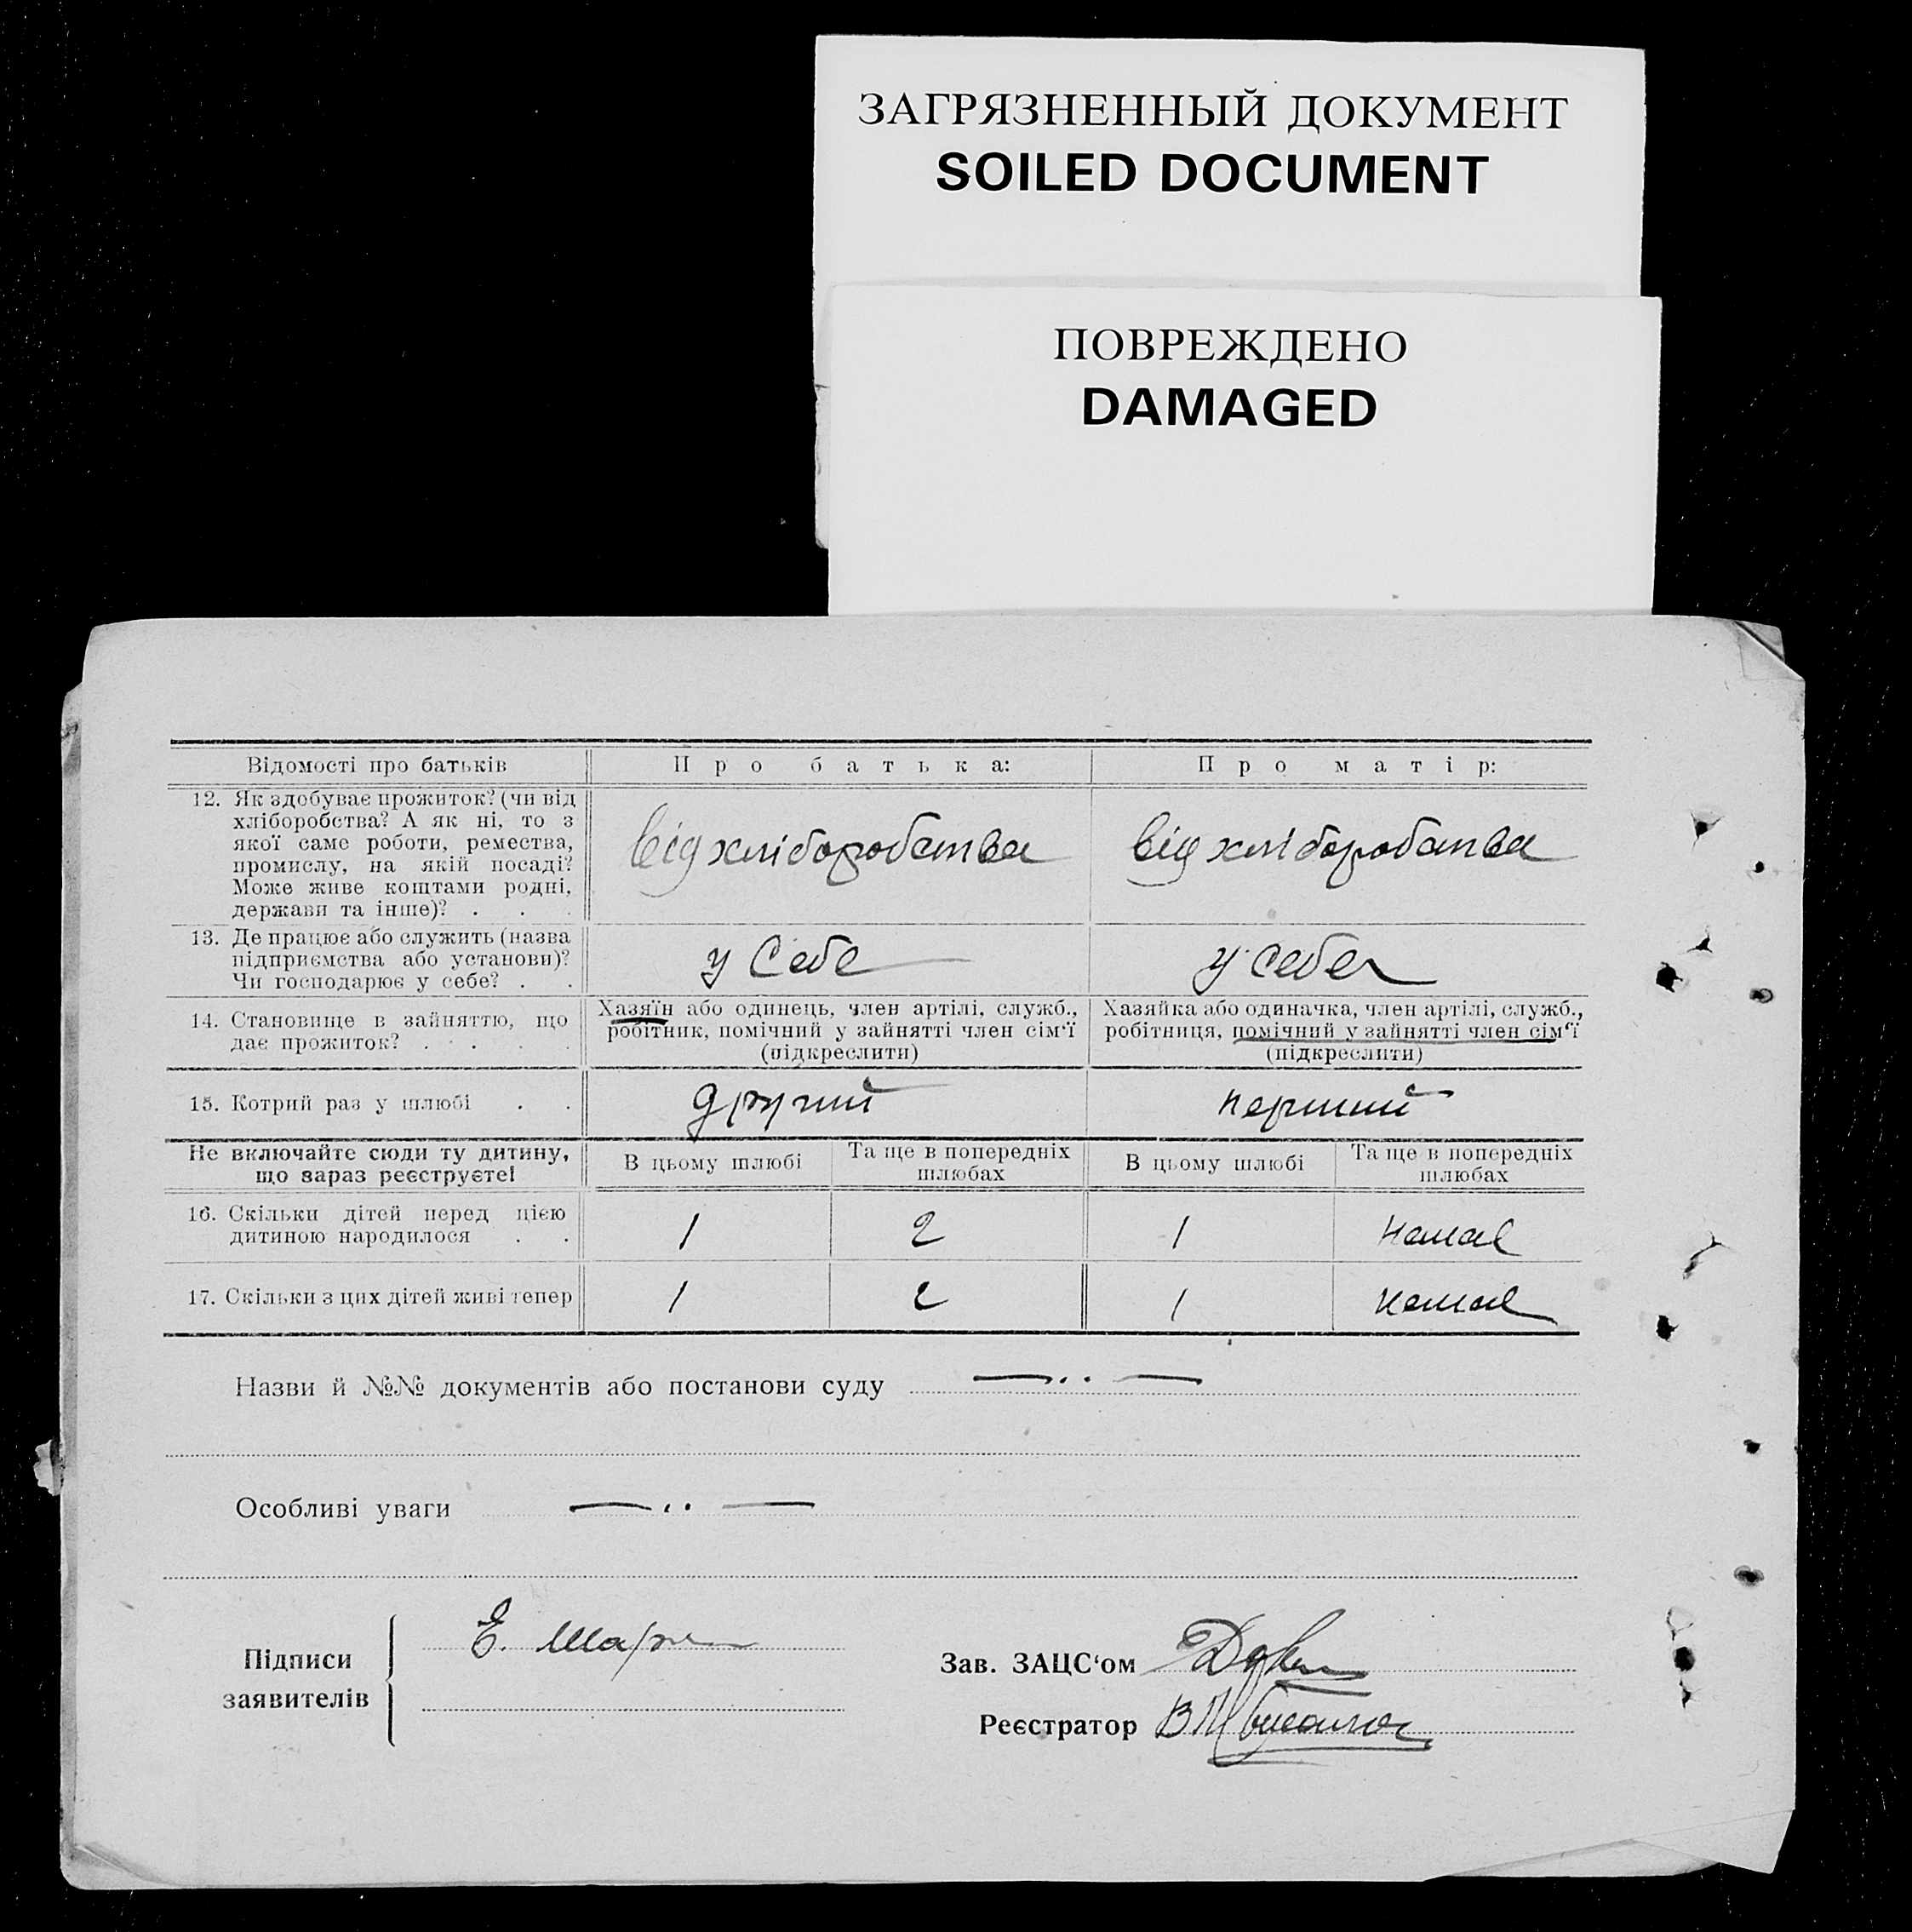 ЗАГРЯЗНЕННЫЙ ДОКУМЕНТ
SOILED DOCUMENT
ПОВРЕЖДЕНО
DAMAGED
Відомості про батьків
Про батька:
Про матір:
12. Як здобуває прожиток? (чи від
хліборобства? А як ні, то з
якої саме роботи, ремества,
промислу, на якій посаді?
Може живе коштами родні,
держави та інше)? . . .
від хліборобства
від хліборобства
13. Де працює або служить (назва
підприємства або установи)?
Чи господарює у себе? . .
у себе
у себе
14. Становище в зайняттю, що
дає прожиток? . . . .
Хазяїн або одинець, член артілі, служб.,
робітник, помічний у зайнятті член сім'ї
(підкреслити)
Хазяйка або одиначка, член артілі, служб.,
робітниця, помічний у зайнятті член сім'ї
(підкреслити)
15. Котрий раз у шлюбі . .
другий
перший
Не включайте сюди ту дитину,
що зараз реєструєте!
В цьому шлюбі
Та ще в попередніх
шлюбах
В цьому шлюбі
Та ще в попередніх
шлюбах
16. Скільки дітей перед цією
дитиною народилося . .
1
2
1
немає
17. Скільки з цих дітей живі тепер
1
2
1
немає
Назви й №№ документів або постанови суду —..—
Особливі уваги —..—
Підписи
заявителів
Е.
Зав. ЗАЦС‘ом
Реєстратор